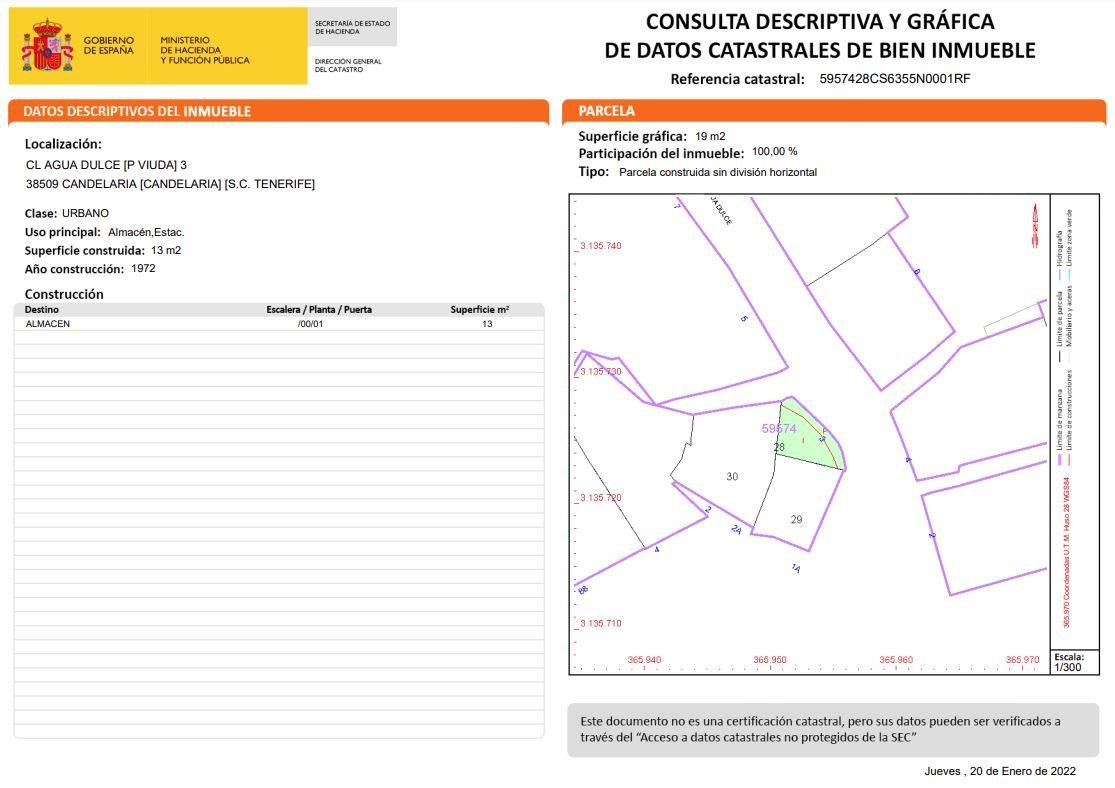 GOBIERNO
DE ESPAÑA
MINISTERIO
DE HACIENDA
Y FUNCIÓN PÚBLICA
SECRETARÍA DE ESTADO
DE HACIENDA
DIRECCIÓN GENERAL
DEL CATASTRO
CONSULTA DESCRIPTIVA Y GRÁFICA
DE DATOS CATASTRALES DE BIEN INMUEBLE
Referencia catastral: 5957428CS6355N0001RF
DATOS DESCRIPTIVOS DEL INMUEBLE
Localización:
CL AGUA DULCE [P VIUDA] 3
38509 CANDELARIA [CANDELARIA] [S.C. TENERIFE]
Clase: URBANO
Uso principal: Almacén,Estac.
Superficie construida: 13 m2
Año construcción: 1972
Construcción
Destino Escalera / Planta / Puerta Superficie m²
ALMACEN /00/01 13
PARCELA
Superficie gráfica: 19 m2
Participación del inmueble: 100,00 %
Tipo: Parcela construida sin división horizontal
7
UA DULCE
3.135.740
8
5
3.135.730
59574
28
I
P
3
30
4
3.135.720
29
2
2A
2
4
1A
88
3.135.710
365.940 365.950 365.960 365.970
Límite de manzana
Límite de parcela
Hidrografía
Límite de construcciones
Mobiliario y aceras
Límite zona verde
365.970 Coordenadas U.T.M. Huso 28 WGS84
Escala:
1/300
Este documento no es una certificación catastral, pero sus datos pueden ser verificados a
través del “Acceso a datos catastrales no protegidos de la SEC”
Jueves , 20 de Enero de 2022